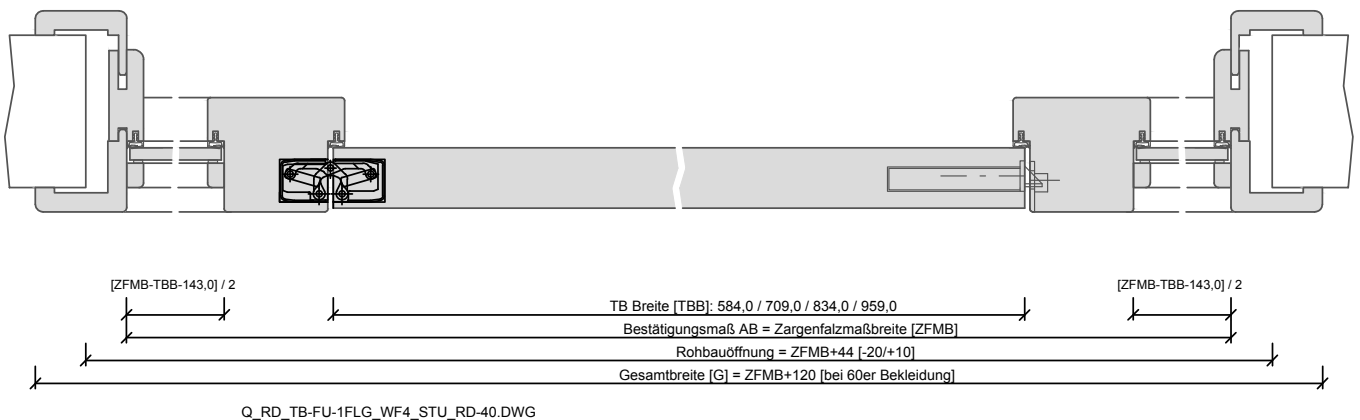 [ZFMB-TBB-143,0] / 2
[ZFMB-TBB-143,0] / 2
TB Breite [TBB]: 584,0 / 709,0 / 834,0 / 959,0
Bestätigungsmaß AB = Zargenfalzmaßbreite [ZFMB]
Rohbauöffnung = ZFMB+44 [-20/+10]
Gesamtbreite [G] = ZFMB+120 [bei 60er Bekleidung]
Q_RD_TB-FU-1FLG_WF4_STU_RD-40.DWG